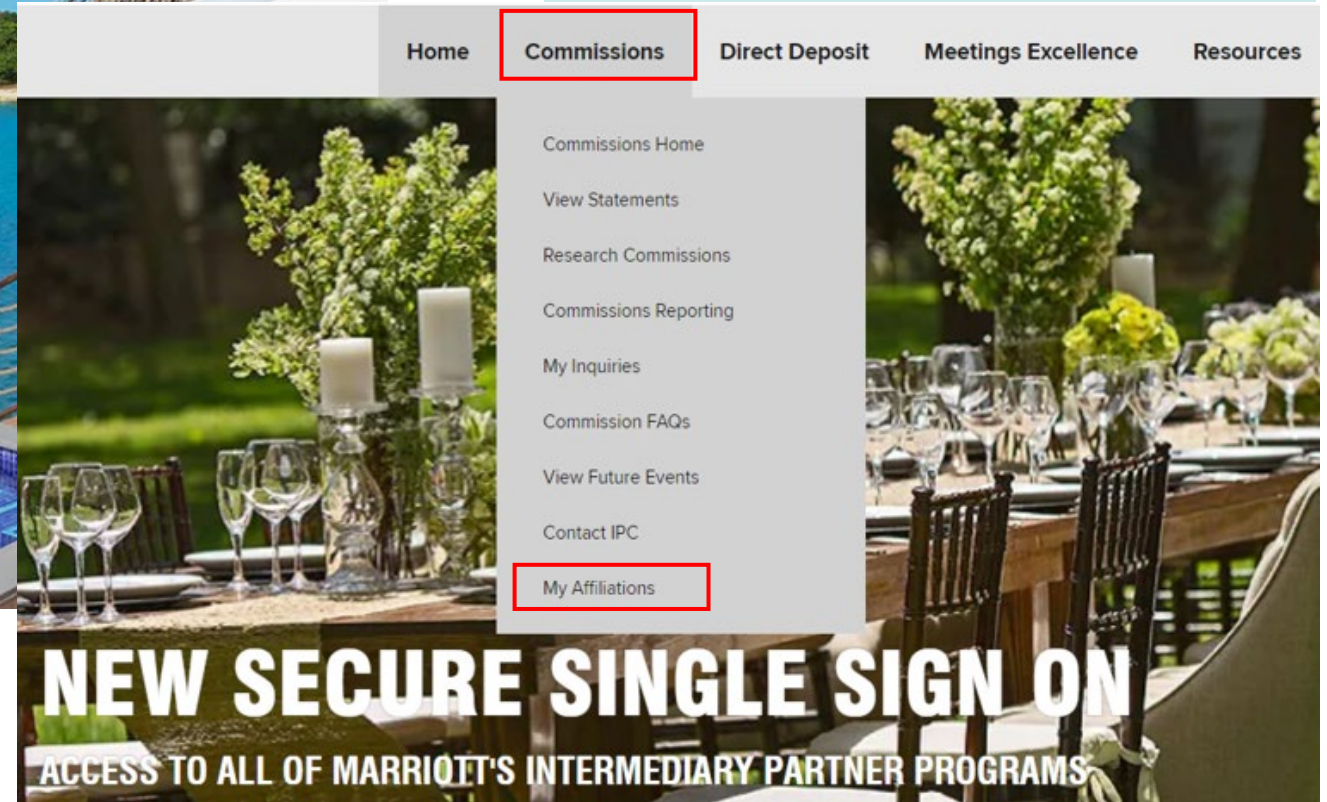 Home Commissions Direct Deposit Meetings Excellence Resources
Commissions Home
View Statements
Research Commissions
Commissions Reporting
My Inquiries
Commission FAQs
View Future Events
Contact IPC
My Affiliations
NEW SECURE SINGLE SIGN ON
ACCESS TO ALL OF MARRIOTT'S INTERMEDIARY PARTNER PROGRAMS